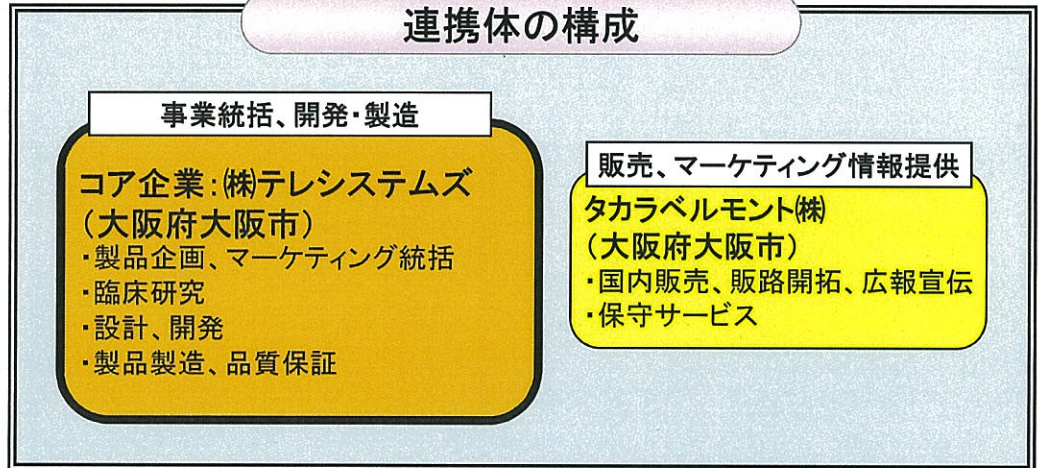 連携体の構成
事業統括、開発・製造
コア企業:㈱テレシステムズ
(大阪府大阪市)
・製品企画、マーケティング統括
・臨床研究
・設計、開発
・製品製造、品質保証
販売、マーケティング情報提供
タカラベルモント㈱
(大阪府大阪市)
・国内販売、販路開拓、広報宣伝
・保守サービス